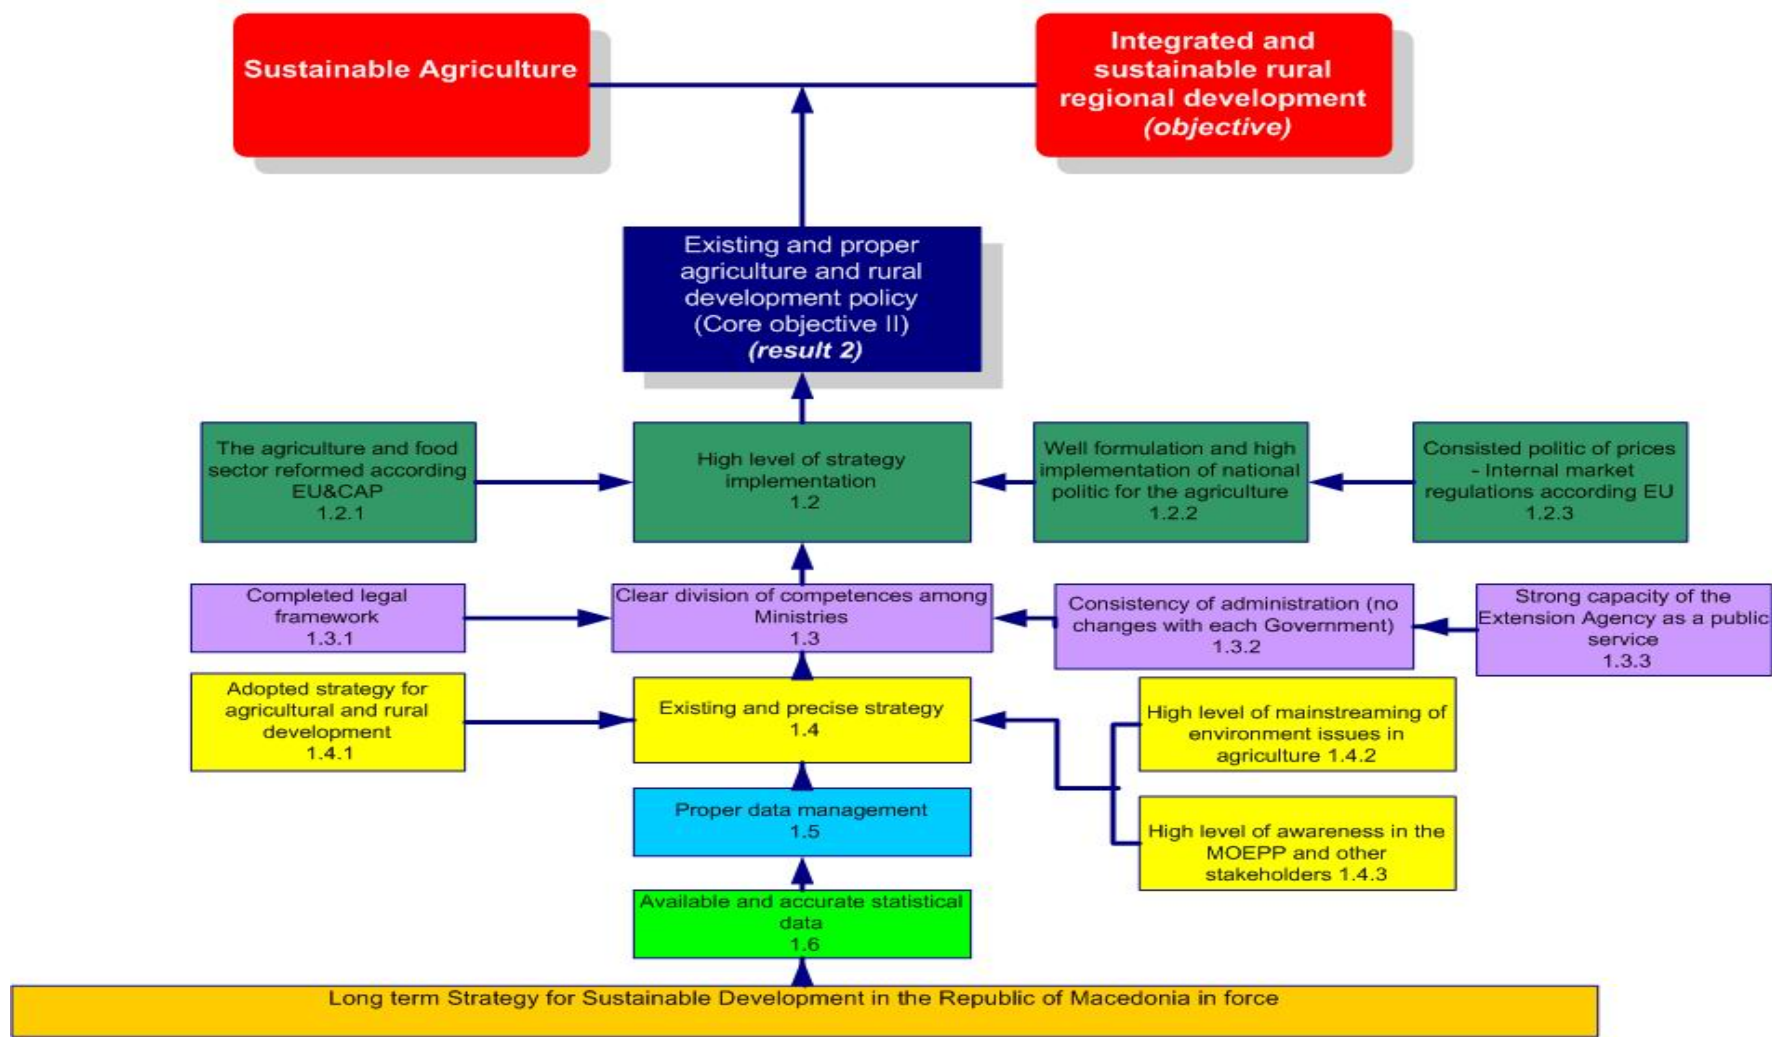 Sustainable Agriculture
Integrated and
sustainable rural
regional development
(objective)
Existing and proper
agriculture and rural
development policy
(Core objective II)
(result 2)
The agriculture and food
sector reformed according
EU&CAP
1.2.1
High level of strategy
implementation
1.2
Well formulation and high
implementation of national
politic for the agriculture
1.2.2
Consisted politic of prices
- Internal market
regulations according EU
1.2.3
Completed legal
framework
1.3.1
Clear division of competences among
Ministries
1.3
Consistency of administration (no
changes with each Government)
1.3.2
Strong capacity of the
Extension Agency as a public
service
1.3.3
Adopted strategy for
agricultural and rural
development
1.4.1
Existing and precise strategy
1.4
High level of mainstreaming of
environment issues in
agriculture 1.4.2
Proper data management
1.5
High level of awareness in the
MOEPP and other
stakeholders 1.4.3
Available and accurate statistical
data
1.6
Long term Strategy for Sustainable Development in the Republic of Macedonia in force